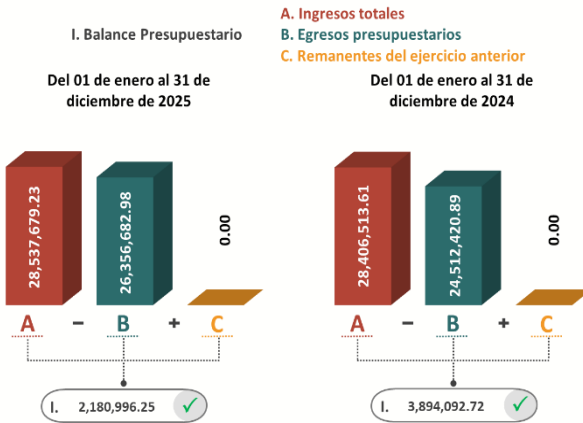 A. Ingresos totales
I. Balance Presupuestario
B. Egresos presupuestarios
C. Remanentes del ejercicio anterior
Del 01 de enero al 31 de
diciembre de 2025
28,537,679.23
26,356,682.98
0.00
A − B + C
I. 2,180,996.25
Del 01 de enero al 31 de
diciembre de 2024
28,406,513.61
24,512,420.89
0.00
A − B + C
I. 3,894,092.72